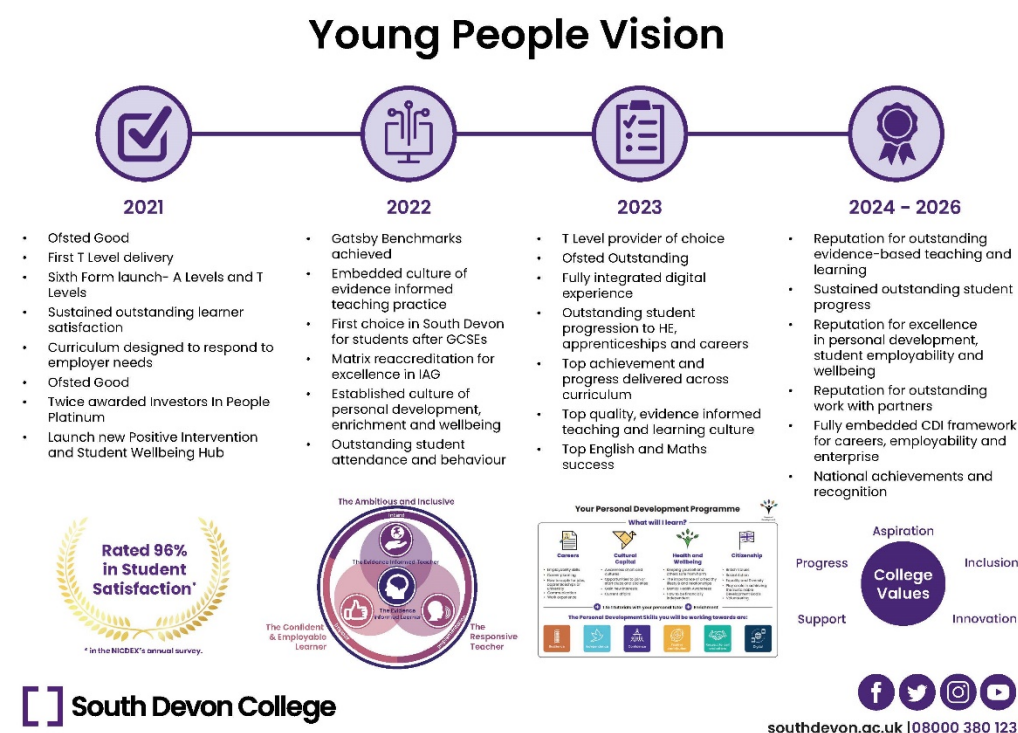 Young People Vision
2021
• Ofsted Good
• First T Level delivery
• Sixth Form launch- A Levels and T
Levels
• Sustained outstanding learner
satisfaction
• Curriculum designed to respond to
employer needs
• Ofsted Good
• Twice awarded Investors In People
Platinum
• Launch new Positive Intervention
and Student Wellbeing Hub
2022
• Gatsby Benchmarks
achieved
• Embedded culture of
evidence informed
teaching practice
• First choice in South Devon
for students after GCSEs
• Matrix reaccreditation for
excellence in IAG
• Established culture of
personal development,
enrichment and wellbeing
• Outstanding student
attendance and behaviour
2023
• T Level provider of choice
• Ofsted Outstanding
• Fully integrated digital
experience
• Outstanding student
progression to HE,
apprenticeships and careers
• Top achievement and
progress delivered across
curriculum
• Top quality, evidence informed
teaching and learning culture
• Top English and Maths
success
2024 - 2026
• Reputation for outstanding
evidence-based teaching and
learning
• Sustained outstanding student
progress
• Reputation for excellence
in personal development,
student employability and
wellbeing
• Reputation for outstanding
work with partners
• Fully embedded CDI framework
for careers, employability and
enterprise
• National achievements and
recognition
Rated 96%
in Student
Satisfaction*
* in the NICDEX's annual survey.
The Ambitious and Inclusive
The Evidence Informed Teacher
The Evidence
Informed Learner
The Confident
& Employable
Learner
The
Responsive
Teacher
Your Personal Development Programme
What will I learn?
Careers
Cultural
Capital
Health and
Wellbeing
Citizenship
1 to 1 tutorials with your personal tutor
Enrichment
The Personal Development Skills you will be working towards are:
Digital
Aspiration
Progress
Inclusion
College
Values
Support
Innovation
South Devon College
southdevon.ac.uk |08000 380 123